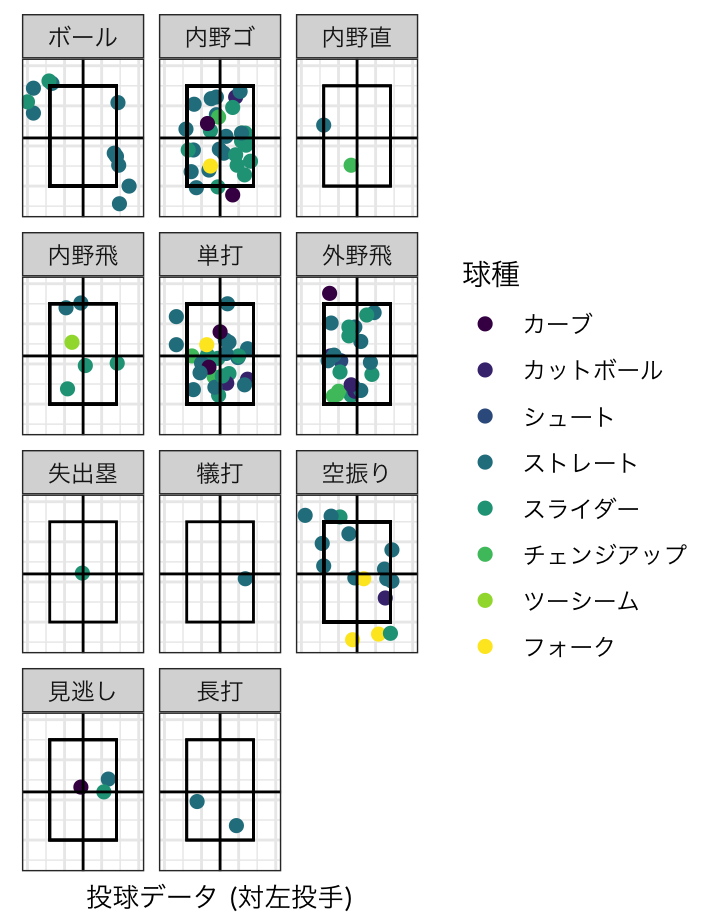 ボール
内野ゴ
内野直
内野飛
単打
外野飛
失出塁
犠打
空振り
見逃し
長打
球種
カーブ
カットボール
シュート
ストレート
スライダー
チェンジアップ
ツーシーム
フォーク
投球データ (対左投手)